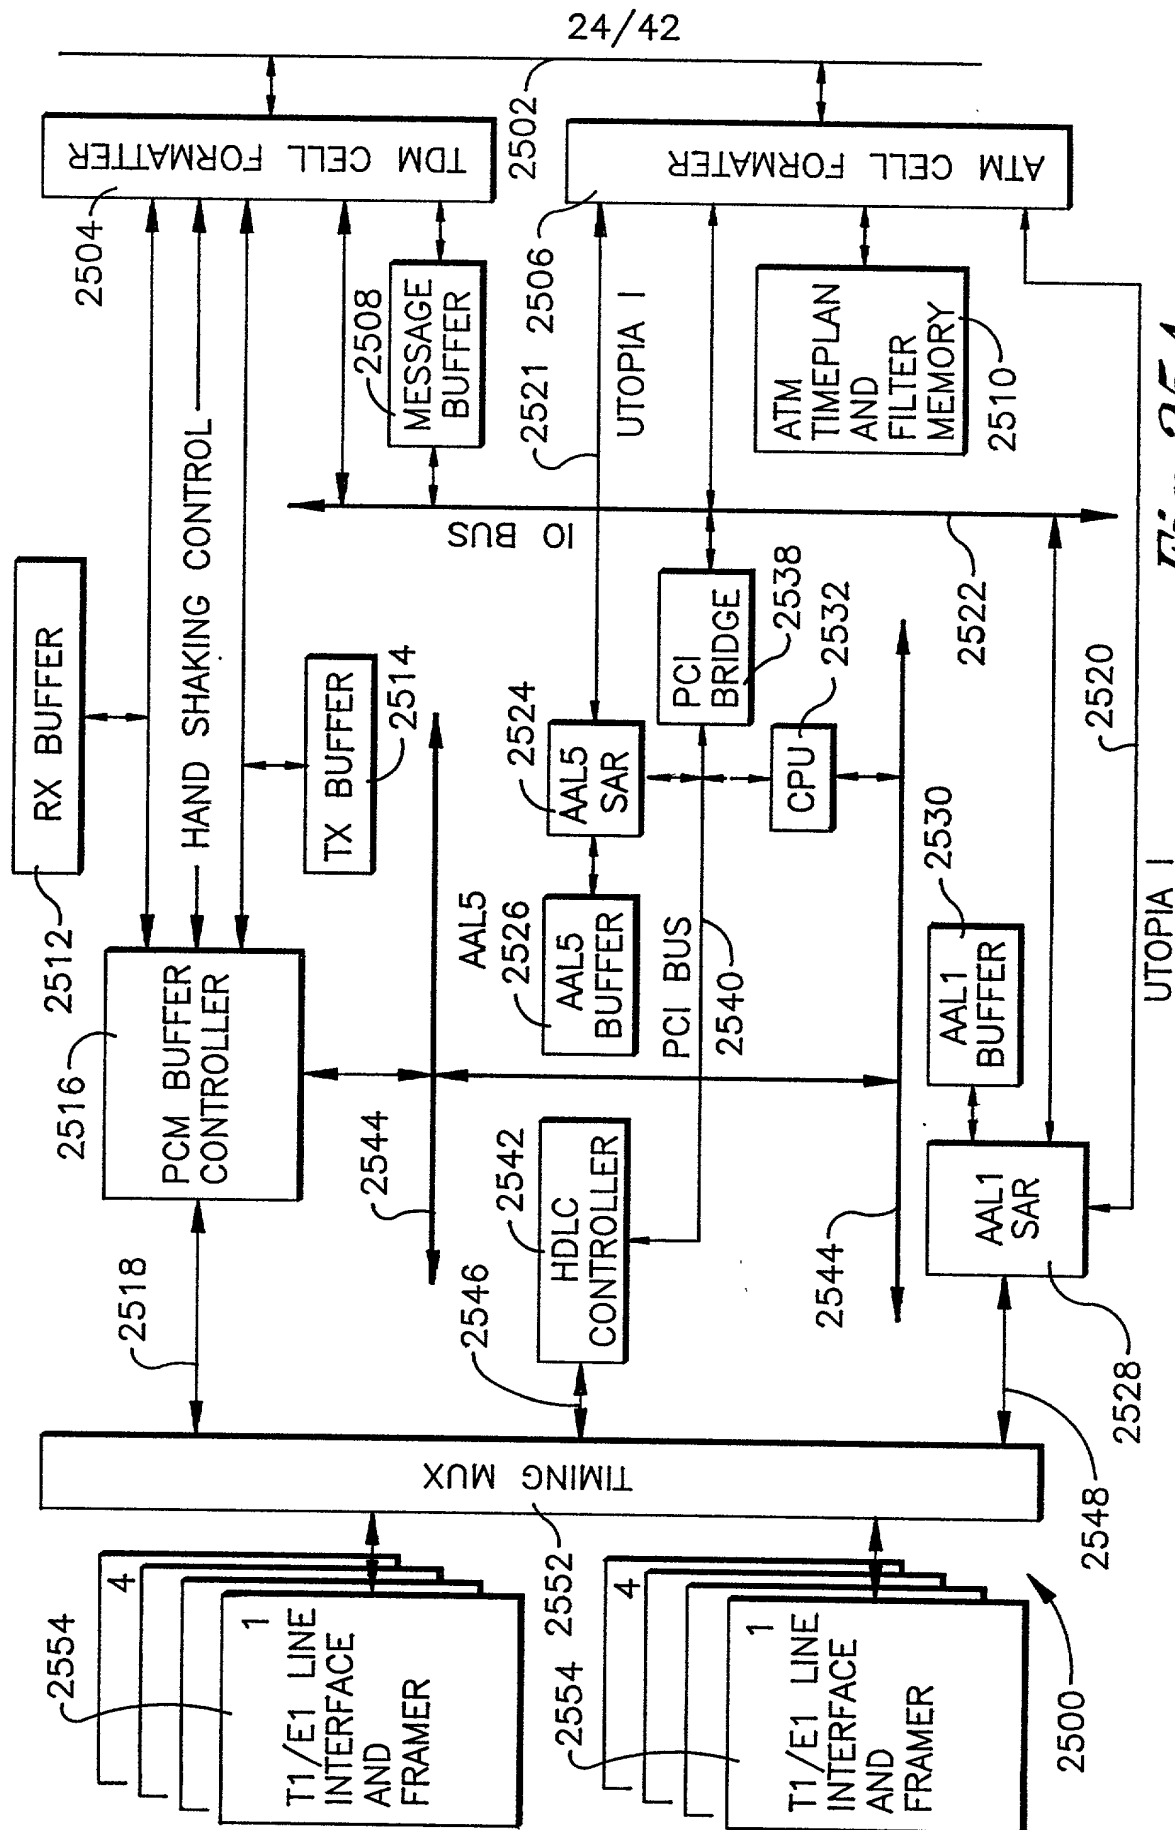 24/42
2502
TDM CELL FORMATTER
2504
ATM CELL FORMATER
2506
HAND SHAKING CONTROL
2508
MESSAGE
BUFFER
2521
UTOPIA I
ATM
TIMEPLAN
AND
FILTER
MEMORY
2510
RX BUFFER
2512
TX BUFFER
2514
IO BUS
2522
PCI
BRIDGE
2538
2524
AAL5
SAR
CPU
2532
2520
UTOPIA I
PCM BUFFER
CONTROLLER
2516
AAL5
2526
AAL5
BUFFER
PCI BUS
2540
2530
AAL1
BUFFER
2544
2542
HDLC
CONTROLLER
2544
AAL1
SAR
2528
2518
2546
2548
TIMING MUX
2552
2554
4
1
T1/E1 LINE
INTERFACE
AND
FRAMER
2554
4
1
T1/E1 LINE
INTERFACE
AND
FRAMER
2500